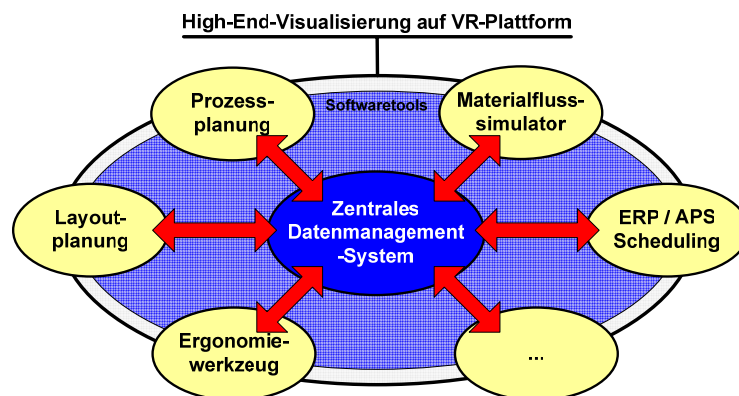 High-End-Visualisierung auf VR-Plattform
Softwaretools
Prozess-
planung
Materialfluss-
simulator
Layout-
planung
Zentrales
Datenmanagement
-System
ERP / APS
Scheduling
Ergonomie-
werkzeug
...